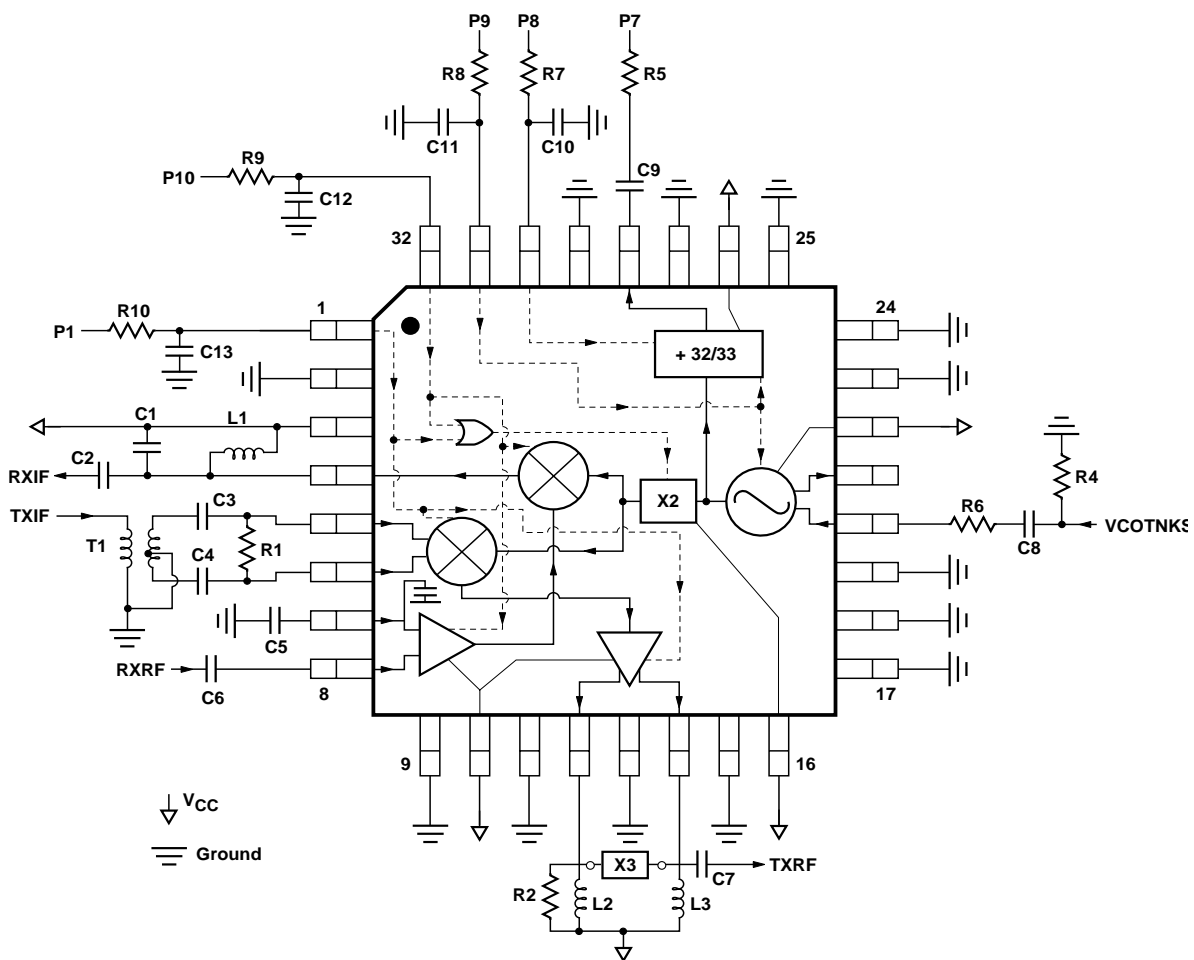 P9 P8 P7
R8 R7 R5
C11 C10
R9 C9
P10 C12
32 25
R10 1 24
P1 + 32/33
C13
C1 L1
C2 R4
RXIF X2
C3
TXIF R6 VCOTNKS
T1 C4 R1 C8
C5
RXRF
C6 8 17
9 16
VCC
Ground X3 TXRF
C7
R2 L2 L3